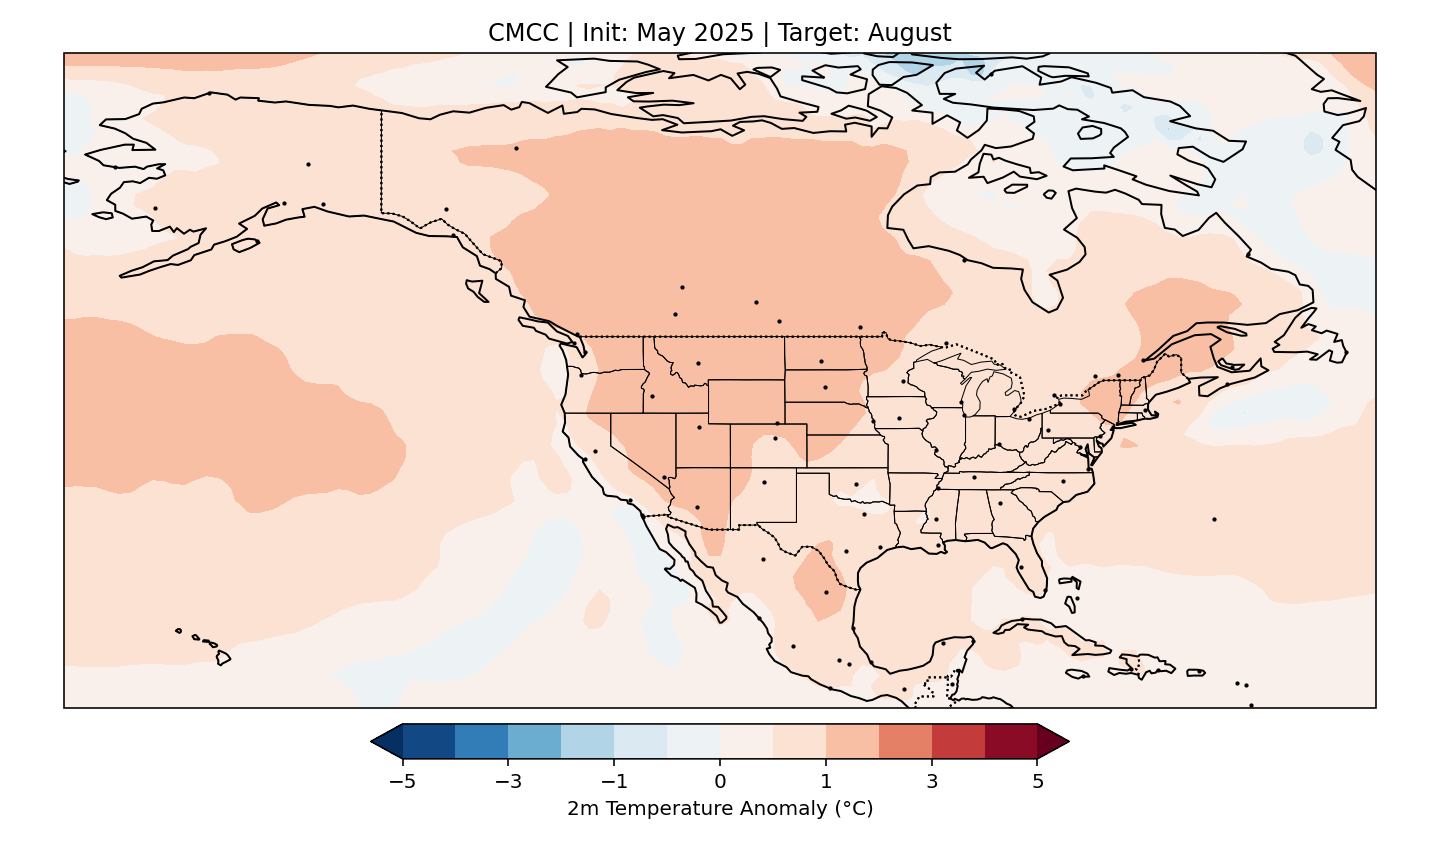 CMCC | Init: May 2025 | Target: August
−5 −3 −1 0 1 3 5
2m Temperature Anomaly (°C)